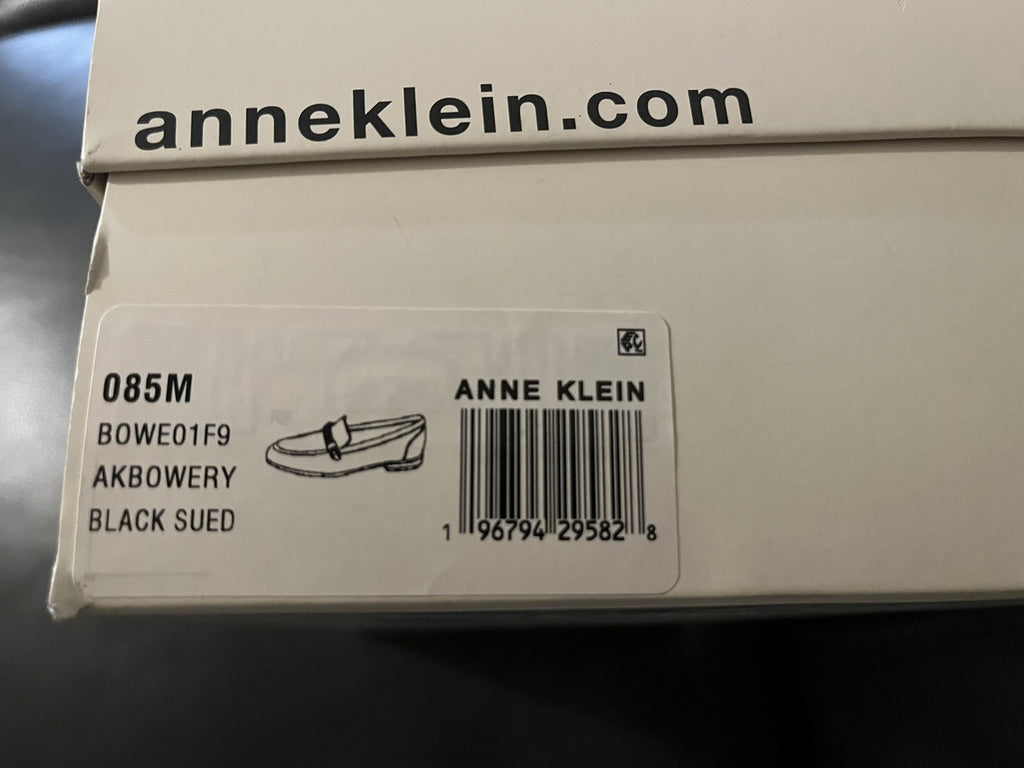 anneklein.com
085M
BOWE01F9
AKBOWERY
BLACK SUED
ANNE KLEIN
1 96794 29582 8